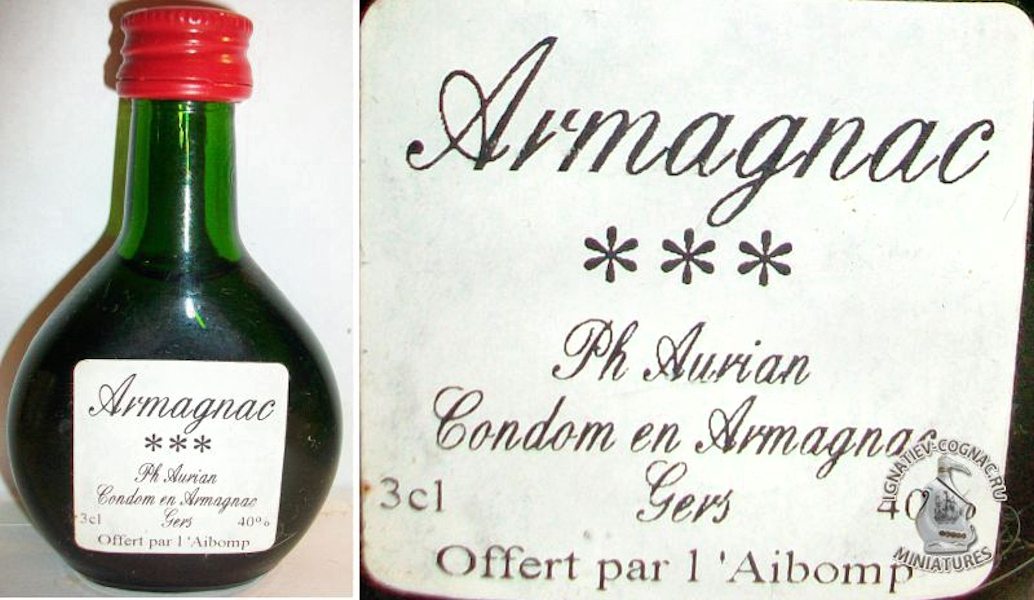 Armagnac
***
Ph Aurian
Condom en Armagnac
3cl Gers 40%
Offert par l 'Aibomp
Armagnac
***
Ph Aurian
Condom en Armagnac
3cl Gers 40%
Offert par l 'Aibomp
IGNATIEV-COGNAC.RU
MINIATURES